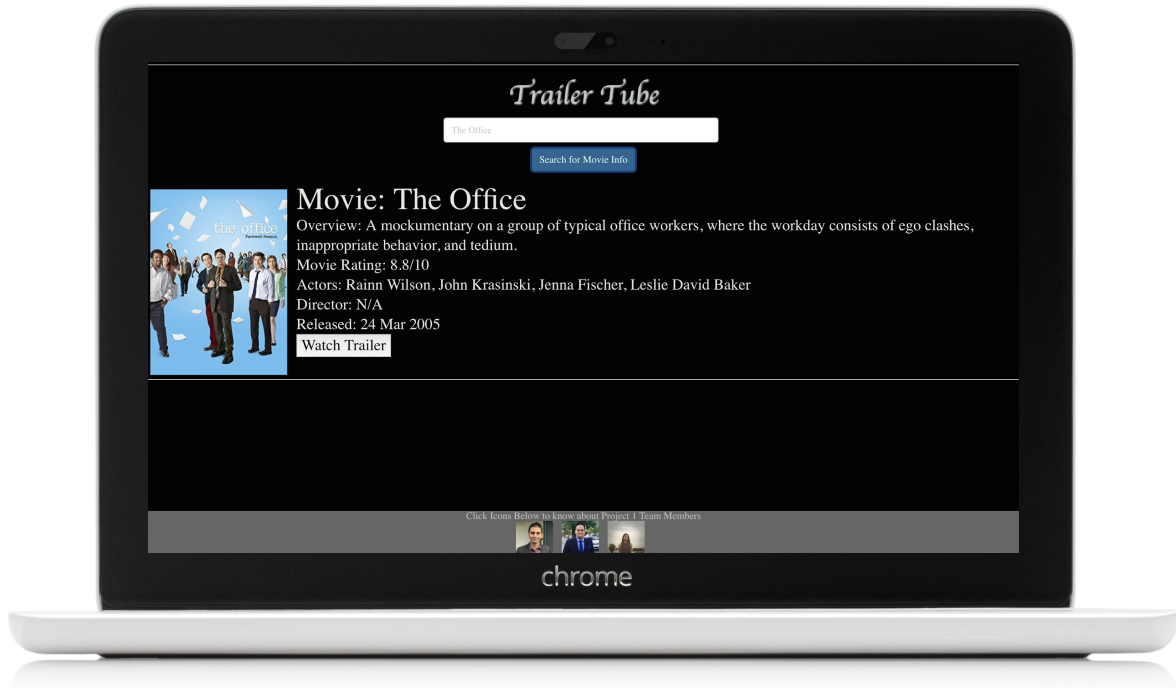 Trailer Tube
The Office
Search for Movie Info
the office
Farewell Season
Movie: The Office
Overview: A mockumentary on a group of typical office workers, where the workday consists of ego clashes,
inappropriate behavior, and tedium.
Movie Rating: 8.8/10
Actors: Rainn Wilson, John Krasinski, Jenna Fischer, Leslie David Baker
Director: N/A
Released: 24 Mar 2005
Watch Trailer
Click Icons Below to know about Project 1 Team Members
chrome